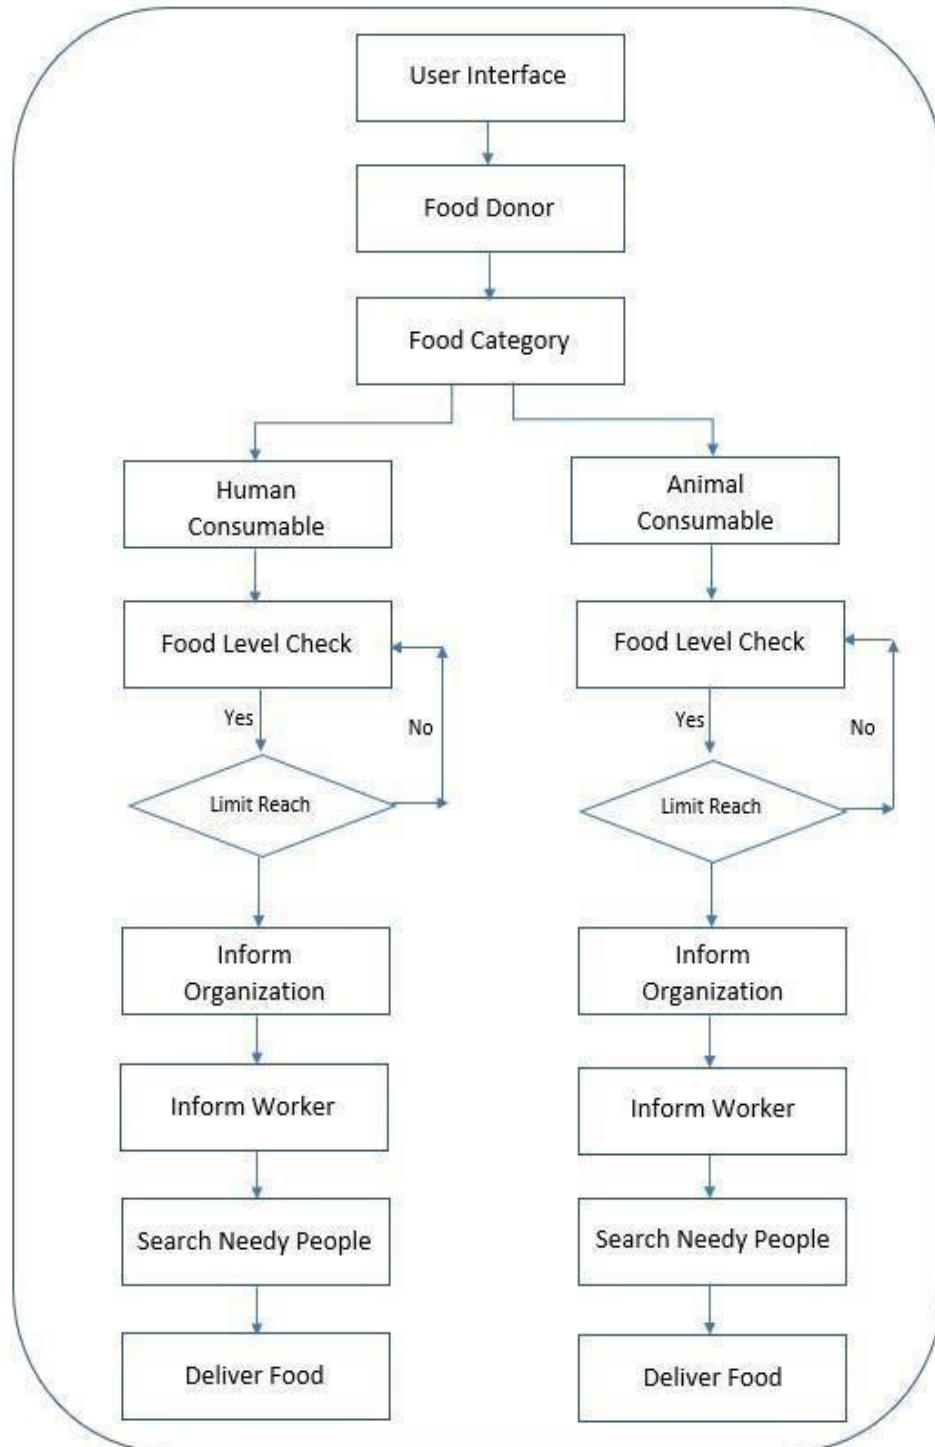 User Interface
Food Donor
Food Category
Human
Consumable
Food Level Check
Yes
No
Limit Reach
Inform
Organization
Inform Worker
Search Needy People
Deliver Food
Animal
Consumable
Food Level Check
Yes
No
Limit Reach
Inform
Organization
Inform Worker
Search Needy People
Deliver Food